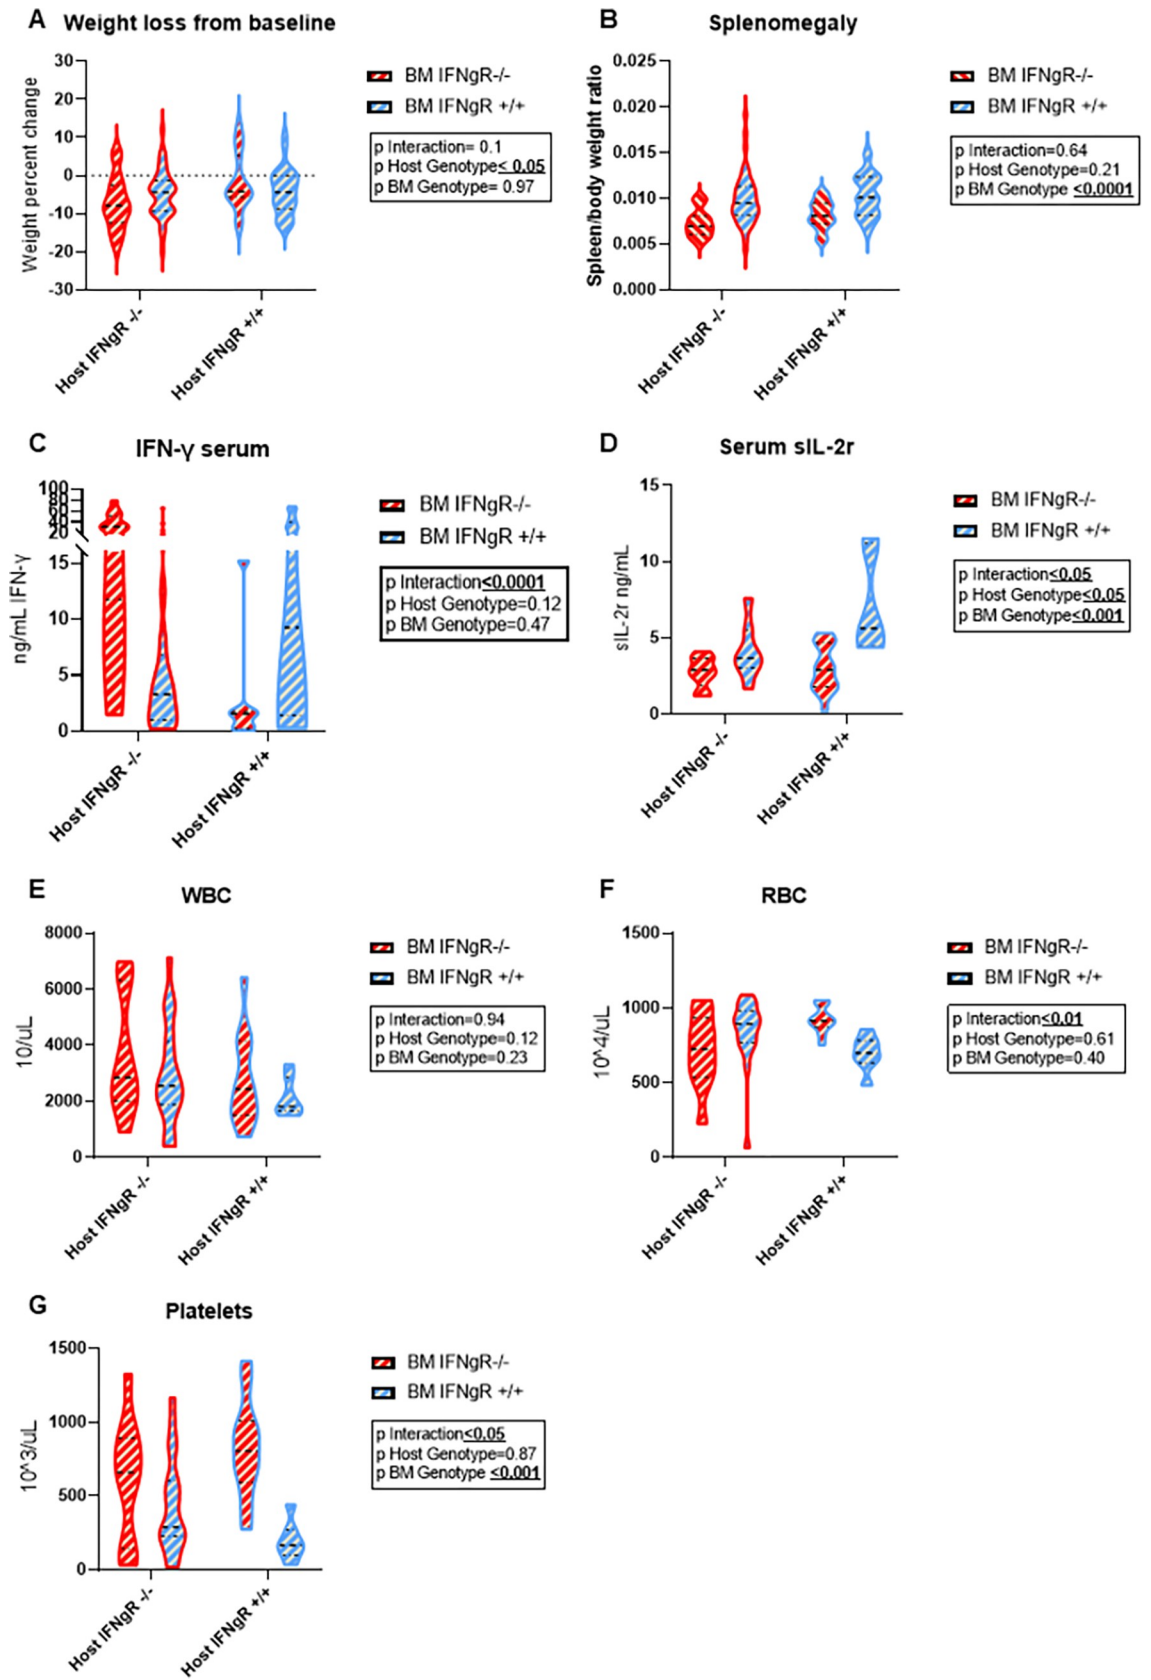 A Weight loss from baseline
30
20
10
0
-10
-20
-30
Weight percent change
Host IFNgR -/-
Host IFNgR +/+
BM IFNgR-/-
BM IFNgR +/+
p Interaction= 0.1
p Host Genotype< 0.05
p BM Genotype= 0.97
B Splenomegaly
0.025
0.020
0.015
0.010
0.005
0.000
Spleen/body weight ratio
Host IFNgR -/-
Host IFNgR +/+
BM IFNgR-/-
BM IFNgR +/+
p Interaction=0.64
p Host Genotype=0.21
p BM Genotype <0.0001
C IFN-γ serum
100
80
60
40
20
15
10
5
0
ng/mL IFN-γ
Host IFNgR -/-
Host IFNgR +/+
BM IFNgR-/-
BM IFNgR +/+
p Interaction<0.0001
p Host Genotype=0.12
p BM Genotype=0.47
D Serum sIL-2r
15
10
5
0
sIL-2r ng/mL
Host IFNgR -/-
Host IFNgR +/+
BM IFNgR-/-
BM IFNgR +/+
p Interaction<0.05
p Host Genotype<0.05
p BM Genotype<0.001
E WBC
8000
6000
4000
2000
0
10/uL
Host IFNgR -/-
Host IFNgR +/+
BM IFNgR-/-
BM IFNgR +/+
p Interaction=0.94
p Host Genotype=0.12
p BM Genotype=0.23
F RBC
1500
1000
500
0
10^4/uL
Host IFNgR -/-
Host IFNgR +/+
BM IFNgR-/-
BM IFNgR +/+
p Interaction<0.01
p Host Genotype=0.61
p BM Genotype=0.40
G Platelets
1500
1000
500
0
10^3/uL
Host IFNgR -/-
Host IFNgR +/+
BM IFNgR-/-
BM IFNgR +/+
p Interaction<0.05
p Host Genotype=0.87
p BM Genotype <0.001